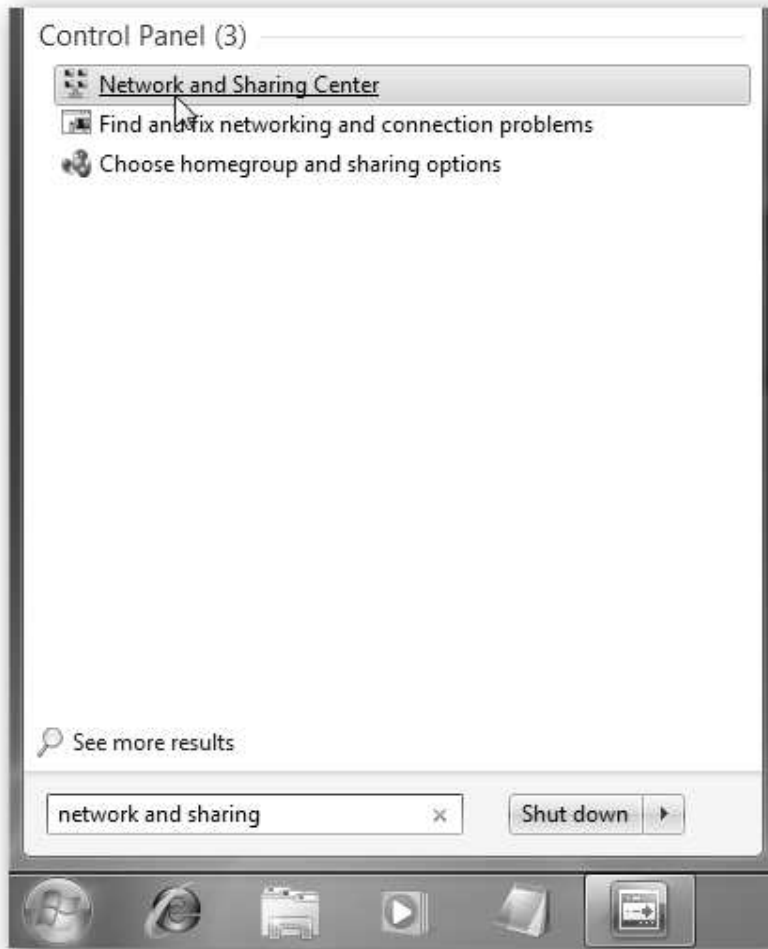 Control Panel (3)
Network and Sharing Center
Find and fix networking and connection problems
Choose homegroup and sharing options
See more results
network and sharing
Shut down